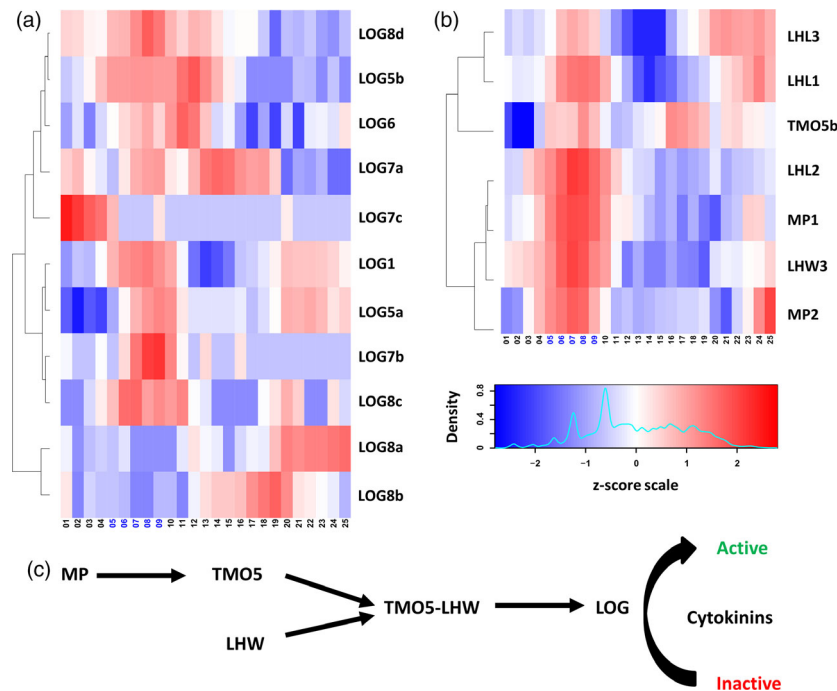 (a)
LOG8d
LOG5b
LOG6
LOG7a
LOG7c
LOG1
LOG5a
LOG7b
LOG8c
LOG8a
LOG8b
01 02 03 04 05 06 07 08 09 10 11 12 13 14 15 16 17 18 19 20 21 22 23 24 25
(b)
LHL3
LHL1
TMO5b
LHL2
MP1
LHW3
MP2
01 02 03 04 05 06 07 08 09 10 11 12 13 14 15 16 17 18 19 20 21 22 23 24 25
Density
0.8
0.4
0
−2 −1 0 1 2
z-score scale
(c)
MP TMO5
LHW
TMO5-LHW
LOG
Active
Cytokinins
Inactive